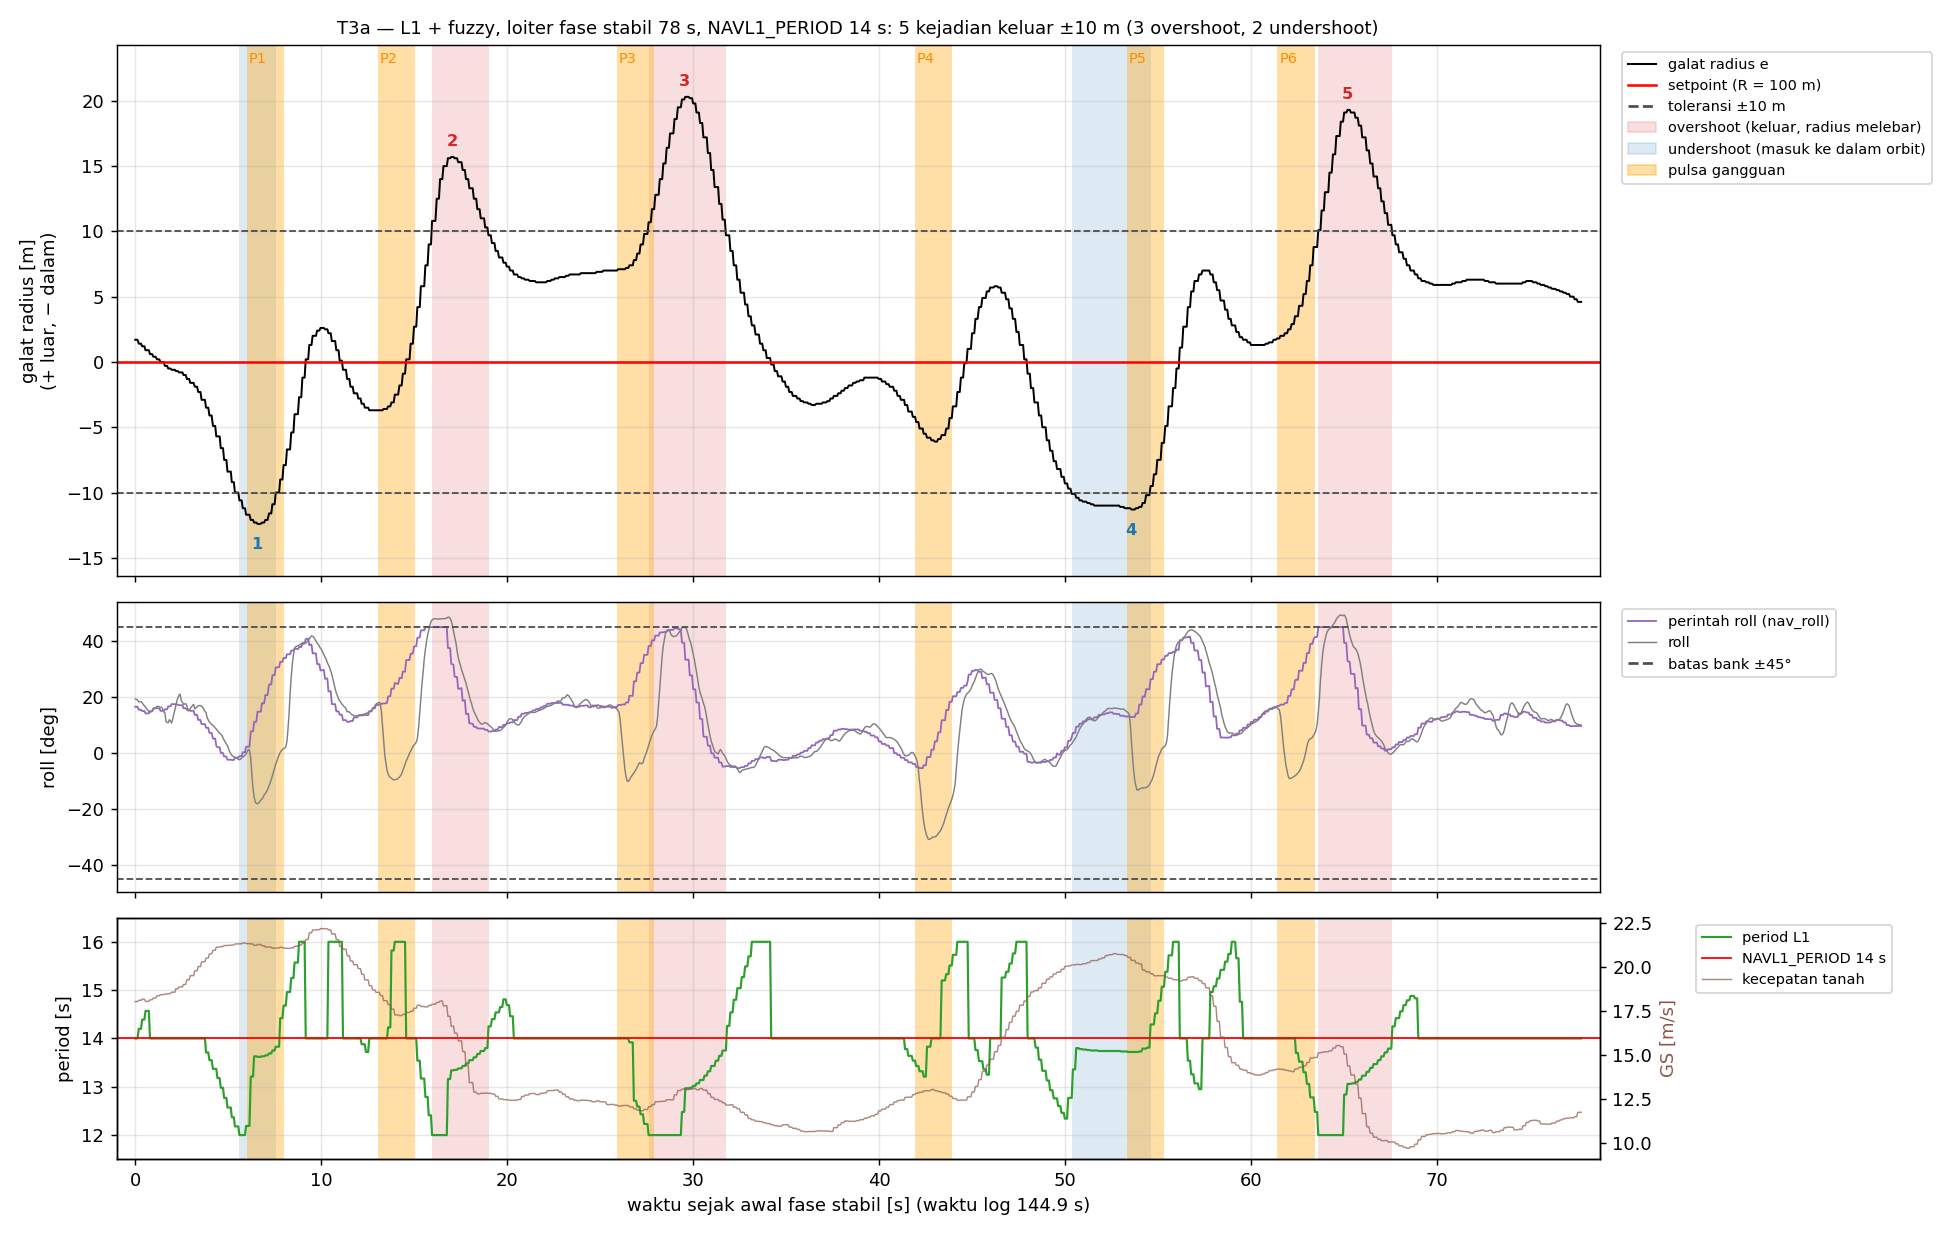 T3a — L1 + fuzzy, loiter fase stabil 78 s, NAVL1_PERIOD 14 s: 5 kejadian keluar ±10 m (3 overshoot, 2 undershoot)
P1 P2 P3 P4 P5 P6
20
15
10
5
0
−5
−10
−15
galat radius [m]
(+ luar, − dalam)
1
2
3
4
5
galat radius e
setpoint (R = 100 m)
toleransi ±10 m
overshoot (keluar, radius melebar)
undershoot (masuk ke dalam orbit)
pulsa gangguan
40
20
0
−20
−40
roll [deg]
perintah roll (nav_roll)
roll
batas bank ±45°
16
15
14
13
12
period [s]
22.5
20.0
17.5
15.0
12.5
10.0
GS [m/s]
period L1
NAVL1_PERIOD 14 s
kecepatan tanah
0 10 20 30 40 50 60 70
waktu sejak awal fase stabil [s] (waktu log 144.9 s)